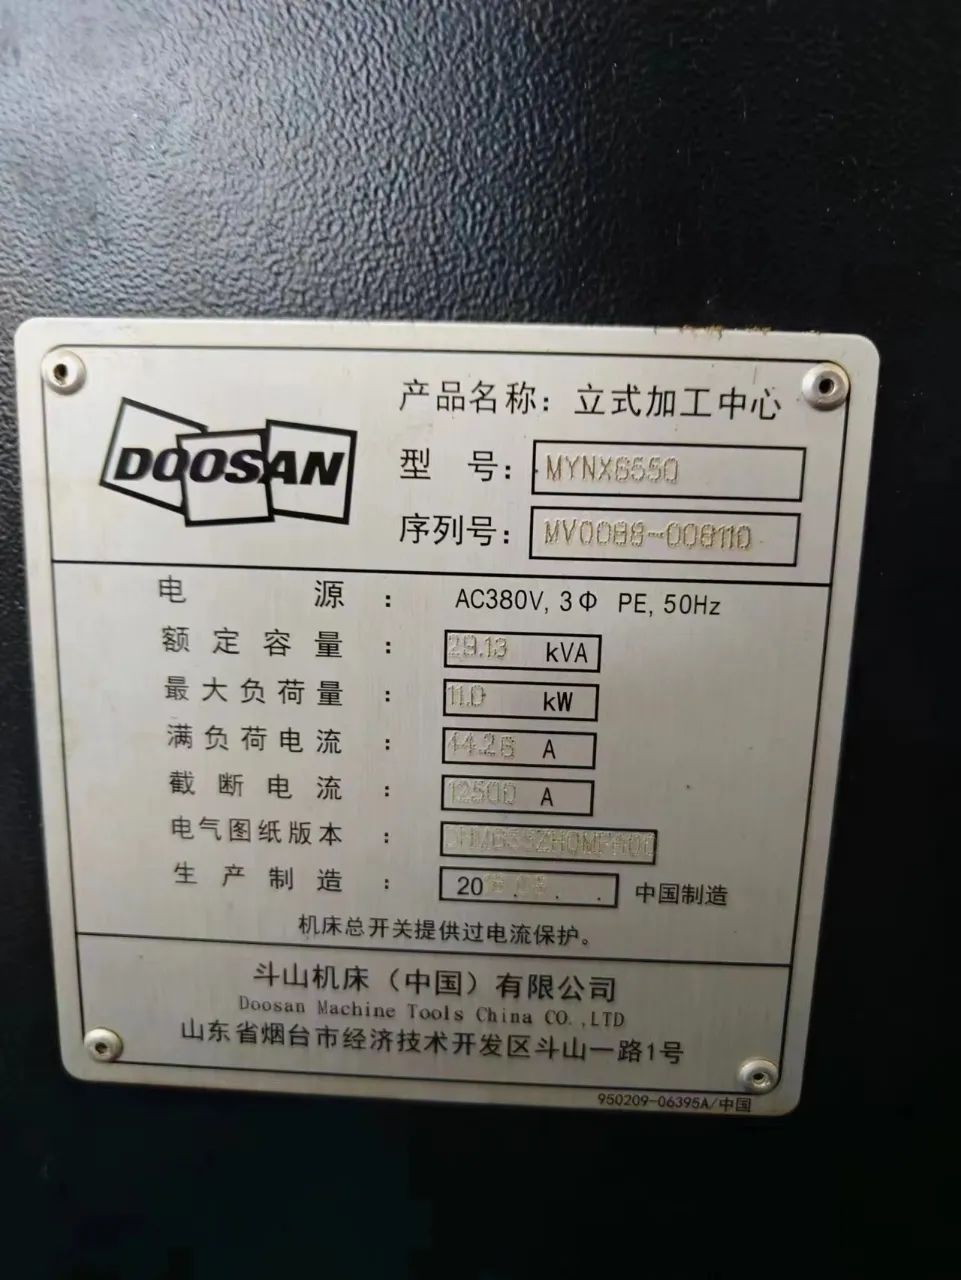 DOOSAN
产品名称：立式加工中心
型 号：MYNX6550
序列号：MV0088-008110
电 源 ： AC380V, 3Φ PE, 50Hz
额定容量 ： 29.13 kVA
最大负荷量 ： 11.0 kW
满负荷电流 ： 44.26 A
截断电流 ： 12500 A
电气图纸版本 ：
生产制造 ： 20 . . 中国制造
机床总开关提供过电流保护。
斗山机床（中国）有限公司
Doosan Machine Tools China CO.,LTD
山东省烟台市经济技术开发区斗山一路1号
950209-06395A/中国